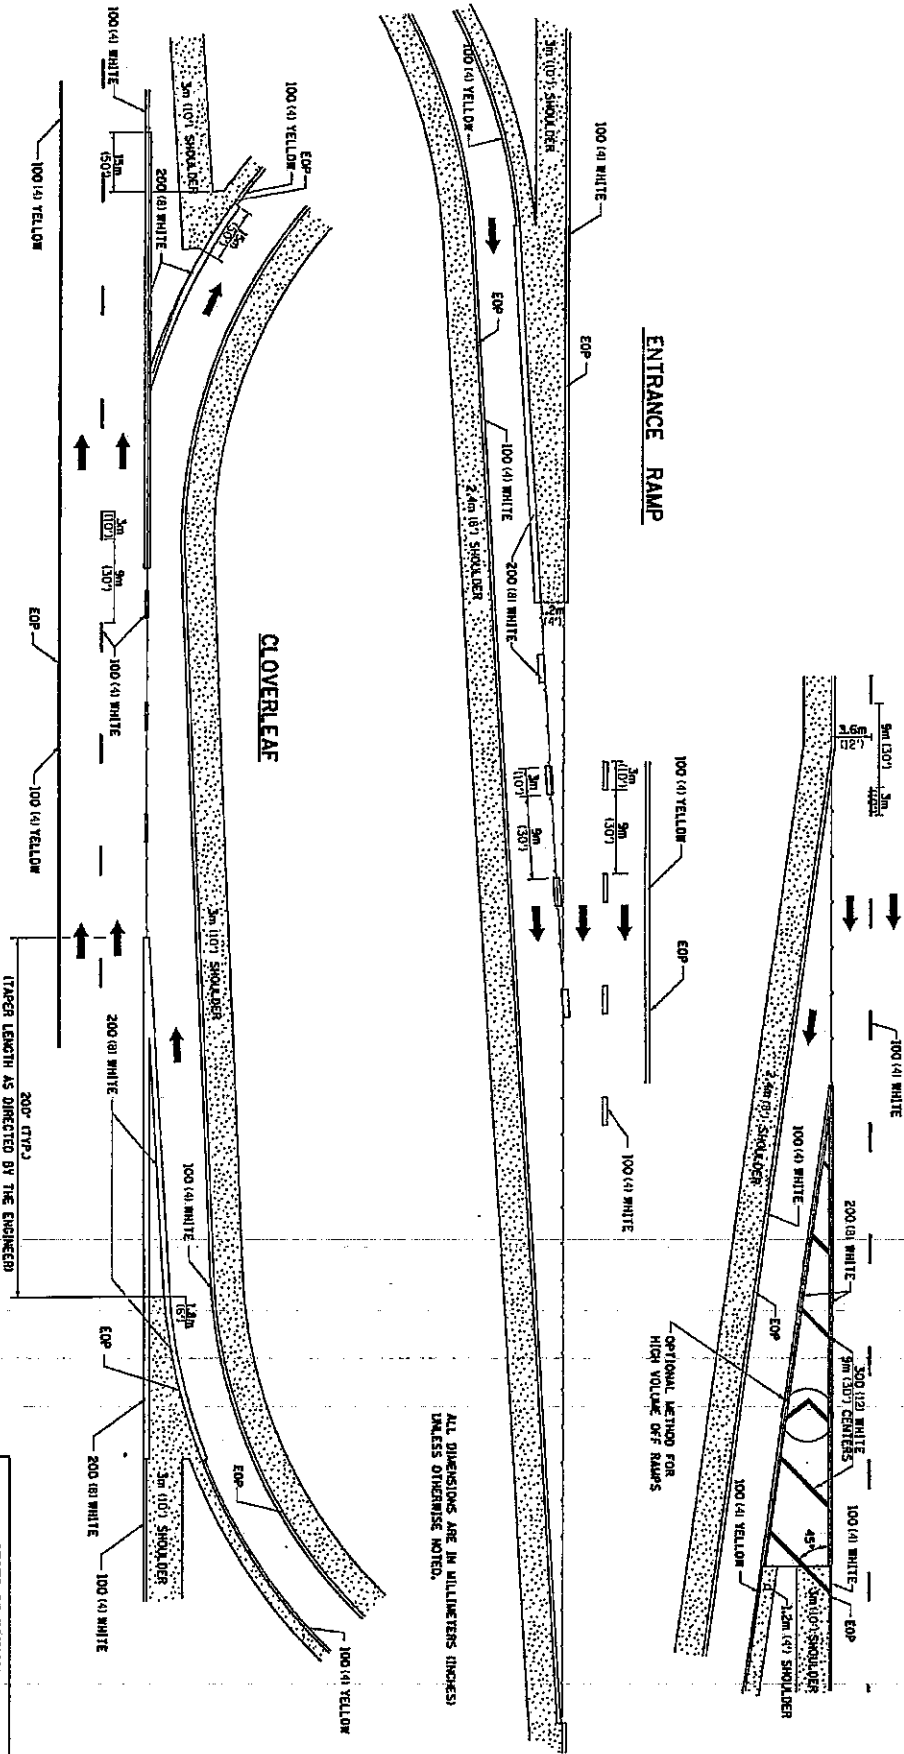 9m (30')
3m
(10')
3.6m
(12')
100 (4) WHITE
200 (8) WHITE
300 (12) WHITE
9m (30') CENTERS
100 (4) WHITE
45°
EOP
3m (10') SHOULDER
1.2m (4') SHOULDER
100 (4) YELLOW
2.4m (8') SHOULDER
100 (4) WHITE
EOP
OPTIONAL METHOD FOR
HIGH VOLUME OFF RAMPS
ENTRANCE RAMP
3m (10') SHOULDER
100 (4) WHITE
EOP
100 (4) YELLOW
EOP
100 (4) WHITE
2.4m (8') SHOULDER
200 (8) WHITE
(4')
100 (4) YELLOW
EOP
3m
(10')
9m
(30')
3m
(10')
9m
(30')
100 (4) WHITE
ALL DIMENSIONS ARE IN MILLIMETERS (INCHES)
UNLESS OTHERWISE NOTED.
CLOVERLEAF
100 (4) WHITE
3m (10') SHOULDER
15m
(50')
EOP
100 (4) YELLOW
200 (8) WHITE
15m
(50')
100 (4) YELLOW
3m
(10')
9m
(30')
100 (4) WHITE
EOP
100 (4) YELLOW
3m (10') SHOULDER
200 (8) WHITE
100 (4) WHITE
1.8m
(6')
200' (TYP.)
(TAPER LENGTH AS DIRECTED BY THE ENGINEER)
EOP
EOP
200 (8) WHITE
3m (10') SHOULDER
100 (4) WHITE
100 (4) YELLOW